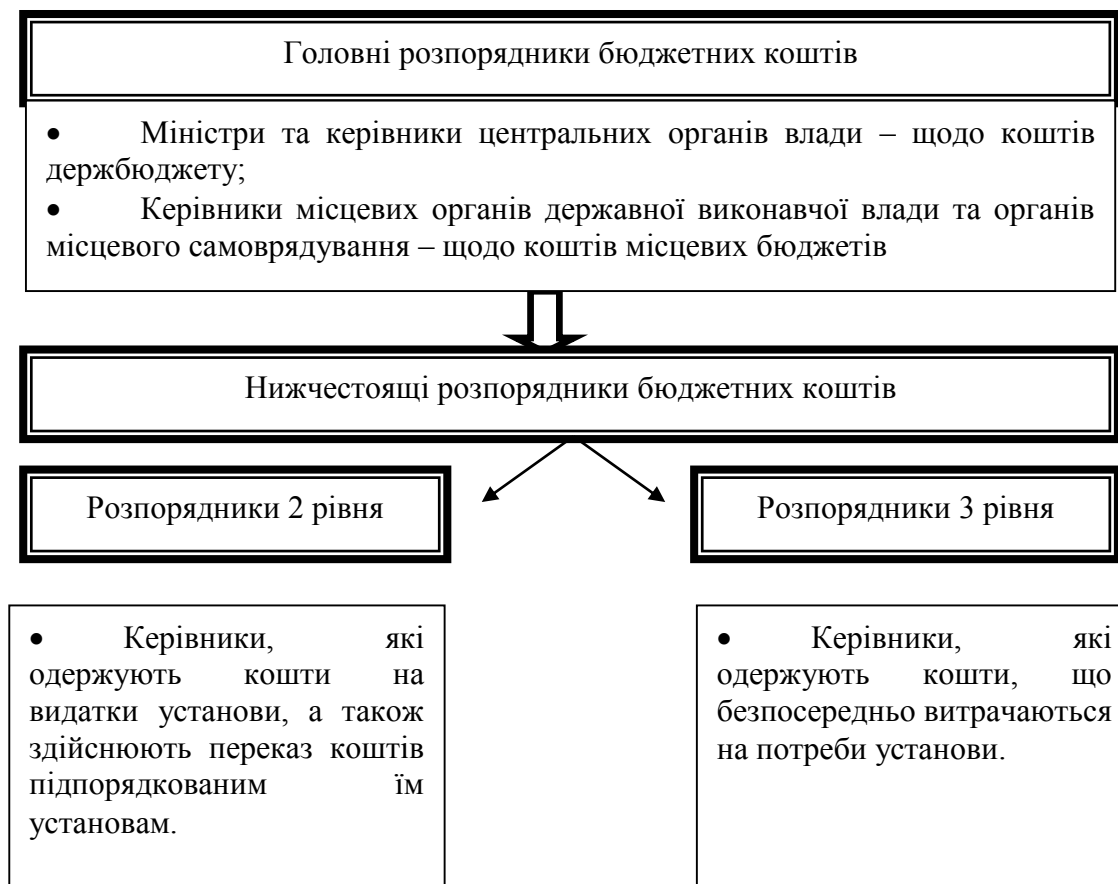 Головні розпорядники бюджетних коштів
• Міністри та керівники центральних органів влади – щодо коштів
держбюджету;
• Керівники місцевих органів державної виконавчої влади та органів
місцевого самоврядування – щодо коштів місцевих бюджетів
Нижчестоящі розпорядники бюджетних коштів
Розпорядники 2 рівня
Розпорядники 3 рівня
• Керівники, які
одержують кошти на
видатки установи, а також
здійснюють переказ коштів
підпорядкованим їм
установам.
• Керівники, які
одержують кошти, що
безпосередньо витрачаються
на потреби установи.